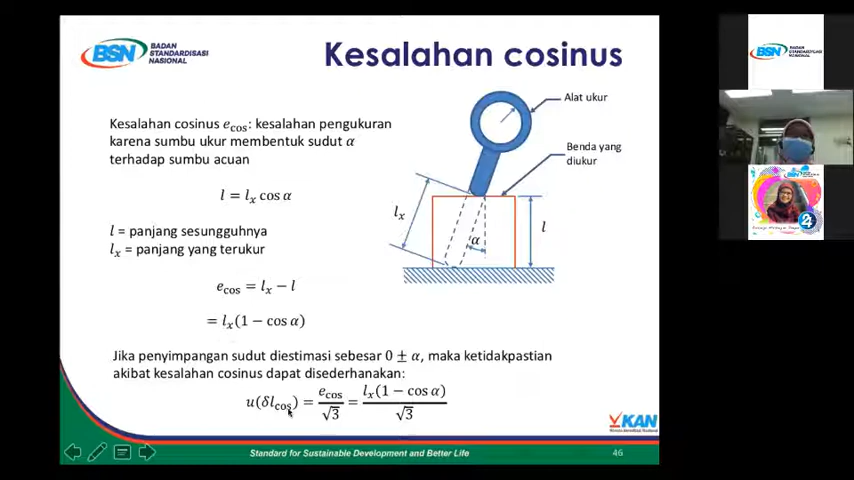 BSN
BADAN
STANDARDISASI
NASIONAL
Kesalahan cosinus
Kesalahan cosinus e_cos: kesalahan pengukuran
karena sumbu ukur membentuk sudut α
terhadap sumbu acuan
l = l_x cos α
l = panjang sesungguhnya
l_x = panjang yang terukur
e_cos = l_x − l
= l_x(1 − cos α)
Alat ukur
Benda yang
diukur
l_x
α
l
Jika penyimpangan sudut diestimasi sebesar 0 ± α, maka ketidakpastian
akibat kesalahan cosinus dapat disederhanakan:
u(δl_cos) = e_cos/√3 = l_x(1 − cos α)/√3
KAN
Standard for Sustainable Development and Better Life
46
BSN
BADAN
STANDARDISASI
NASIONAL
BSN
24